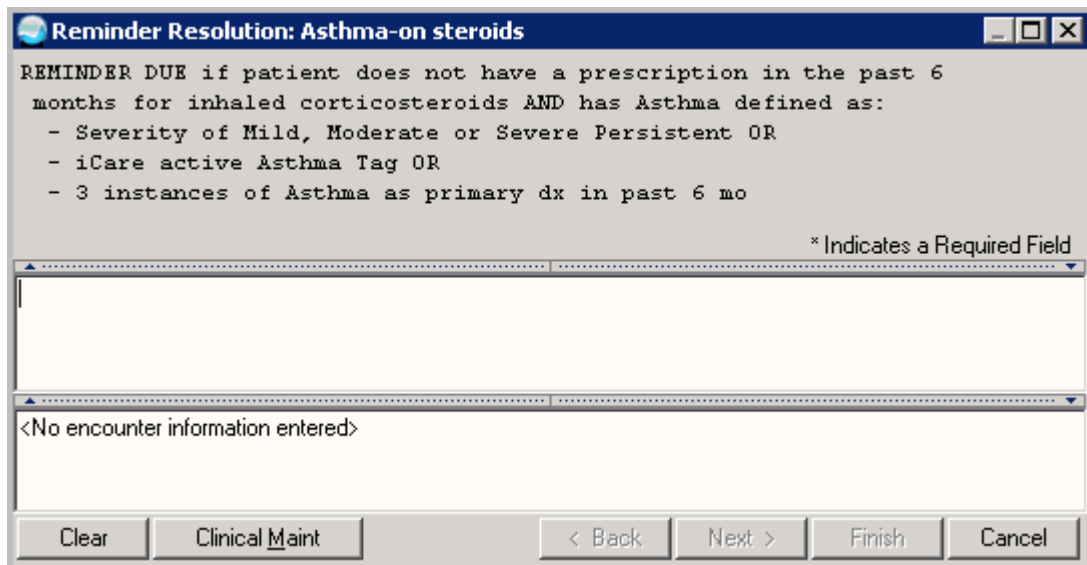 Reminder Resolution: Asthma-on steroids
REMINDER DUE if patient does not have a prescription in the past 6
months for inhaled corticosteroids AND has Asthma defined as:
- Severity of Mild, Moderate or Severe Persistent OR
- iCare active Asthma Tag OR
- 3 instances of Asthma as primary dx in past 6 mo
* Indicates a Required Field
<No encounter information entered>
Clear Clinical Maint < Back Next > Finish Cancel